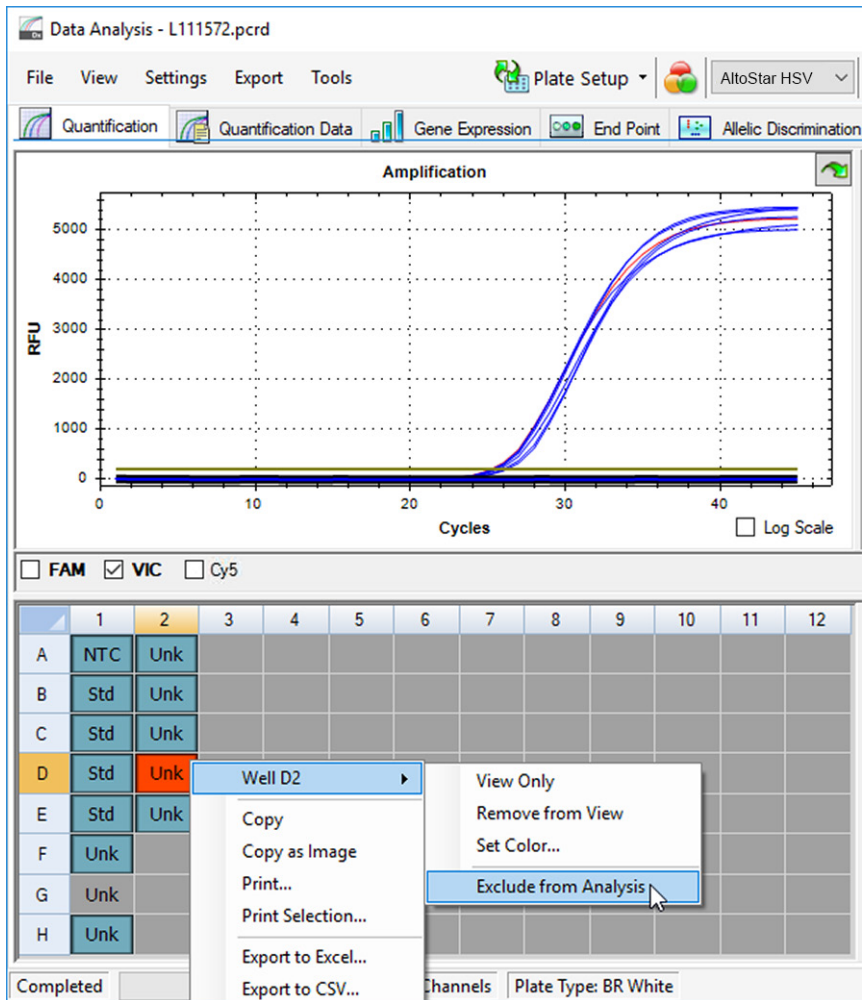 Data Analysis - L111572.pcrd
File View Settings Export Tools Plate Setup AltoStar HSV
Quantification Quantification Data Gene Expression End Point Allelic Discrimination
Amplification
5000
4000
3000
2000
1000
0
RFU
0 10 20 30 40
Cycles
Log Scale
FAM VIC Cy5
1 2 3 4 5 6 7 8 9 10 11 12
A NTC Unk
B Std Unk
C Std Unk
D Std Unk
E Std Unk
F Unk
G Unk
H Unk
Well D2
Copy
Copy as Image
Print...
Print Selection...
Export to Excel...
Export to CSV...
View Only
Remove from View
Set Color...
Exclude from Analysis
Completed Channels Plate Type: BR White